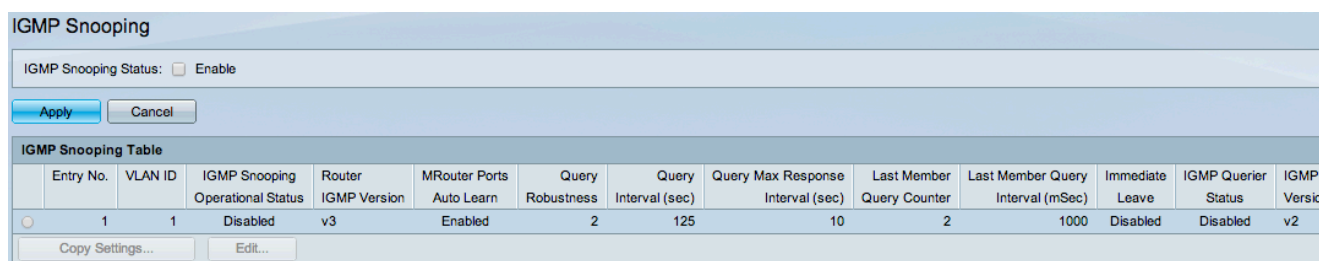 IGMP Snooping
IGMP Snooping Status: Enable
Apply Cancel
IGMP Snooping Table
Entry No. VLAN ID IGMP Snooping Router MRouter Ports Query Query Query Max Response Last Member Last Member Query Immediate IGMP Querier IGMP
Operational Status IGMP Version Auto Learn Robustness Interval (sec) Interval (sec) Query Counter Interval (mSec) Leave Status Versic
1 1 Disabled v3 Enabled 2 125 10 2 1000 Disabled Disabled v2
Copy Settings... Edit...